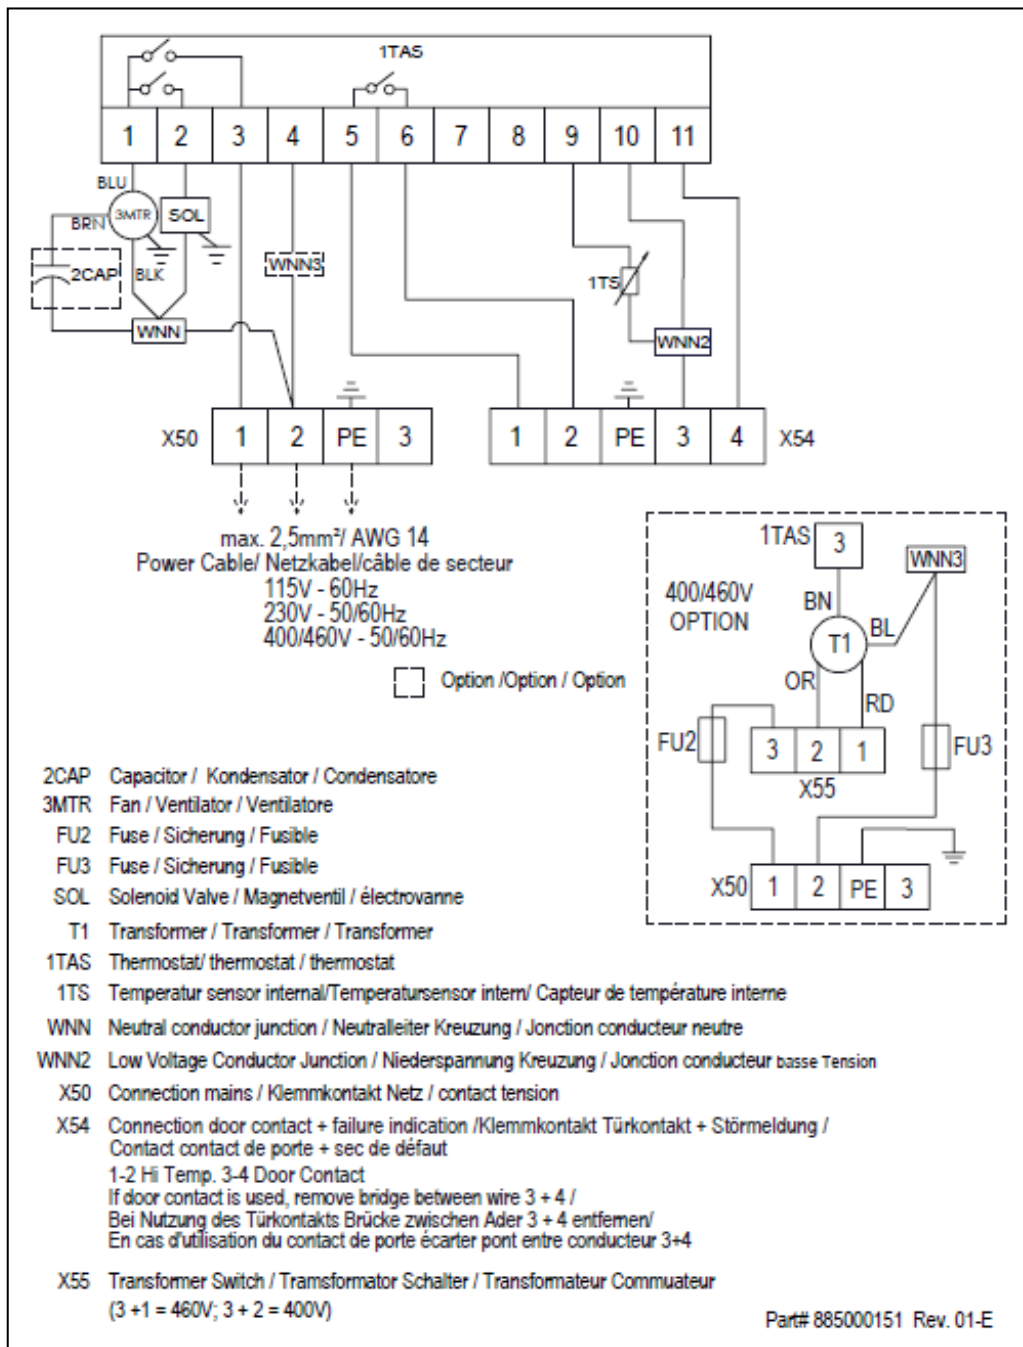 1TAS
1 2 3 4 5 6 7 8 9 10 11
BLU
BRN 3MTR SOL
2CAP BLK
WNN3
1TS
WNN
WNN2
X50 1 2 PE 3
1 2 PE 3 4 X54
max. 2,5mm²/ AWG 14
Power Cable/ Netzkabel/câble de secteur
115V - 60Hz
230V - 50/60Hz
400/460V - 50/60Hz
Option /Option / Option
1TAS 3
WNN3
400/460V
OPTION
BN
T1
BL
OR
RD
FU2
3 2 1
FU3
X55
X50 1 2 PE 3
2CAP Capacitor / Kondensator / Condensatore
3MTR Fan / Ventilator / Ventilatore
FU2 Fuse / Sicherung / Fusible
FU3 Fuse / Sicherung / Fusible
SOL Solenoid Valve / Magnetventil / électrovanne
T1 Transformer / Transformer / Transformer
1TAS Thermostat/ thermostat / thermostat
1TS Temperatur sensor internal/Temperatursensor intern/ Capteur de température interne
WNN Neutral conductor junction / Neutralleiter Kreuzung / Jonction conducteur neutre
WNN2 Low Voltage Conductor Junction / Niederspannung Kreuzung / Jonction conducteur basse Tension
X50 Connection mains / Klemmkontakt Netz / contact tension
X54 Connection door contact + failure indication /Klemmkontakt Türkontakt + Störmeldung /
Contact contact de porte + sec de défaut
1-2 Hi Temp. 3-4 Door Contact
If door contact is used, remove bridge between wire 3 + 4 /
Bei Nutzung des Türkontakts Brücke zwischen Ader 3 + 4 entfernen/
En cas d'utilisation du contact de porte écarter pont entre conducteur 3+4
X55 Transformer Switch / Tramsformator Schalter / Transformateur Commuateur
(3 +1 = 460V; 3 + 2 = 400V)
Part# 885000151 Rev. 01-E